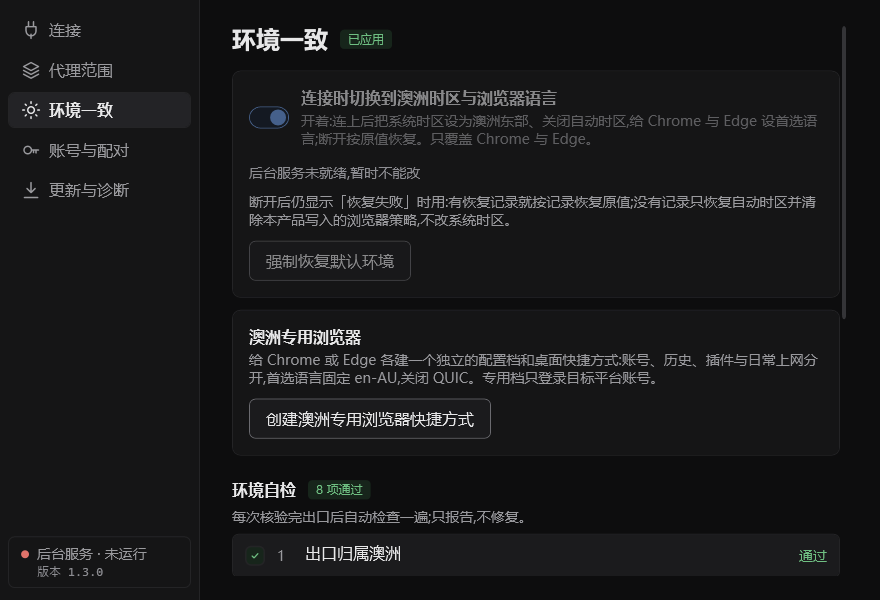 连接
代理范围
环境一致
账号与配对
更新与诊断
后台服务 · 未运行
版本 1.3.0
环境一致 已应用
连接时切换到澳洲时区与浏览器语言
开着:连上后把系统时区设为澳洲东部、关闭自动时区,给 Chrome 与 Edge 设首选语
言;断开按原值恢复。只覆盖 Chrome 与 Edge。
后台服务未就绪,暂时不能改
断开后仍显示「恢复失败」时用:有恢复记录就按记录恢复原值;没有记录只恢复自动时区并清
除本产品写入的浏览器策略,不改系统时区。
强制恢复默认环境
澳洲专用浏览器
给 Chrome 或 Edge 各建一个独立的配置档和桌面快捷方式:账号、历史、插件与日常上网分
开,首选语言固定 en-AU,关闭 QUIC。专用档只登录目标平台账号。
创建澳洲专用浏览器快捷方式
环境自检 8 项通过
每次核验完出口后自动检查一遍;只报告,不修复。
1 出口归属澳洲 通过